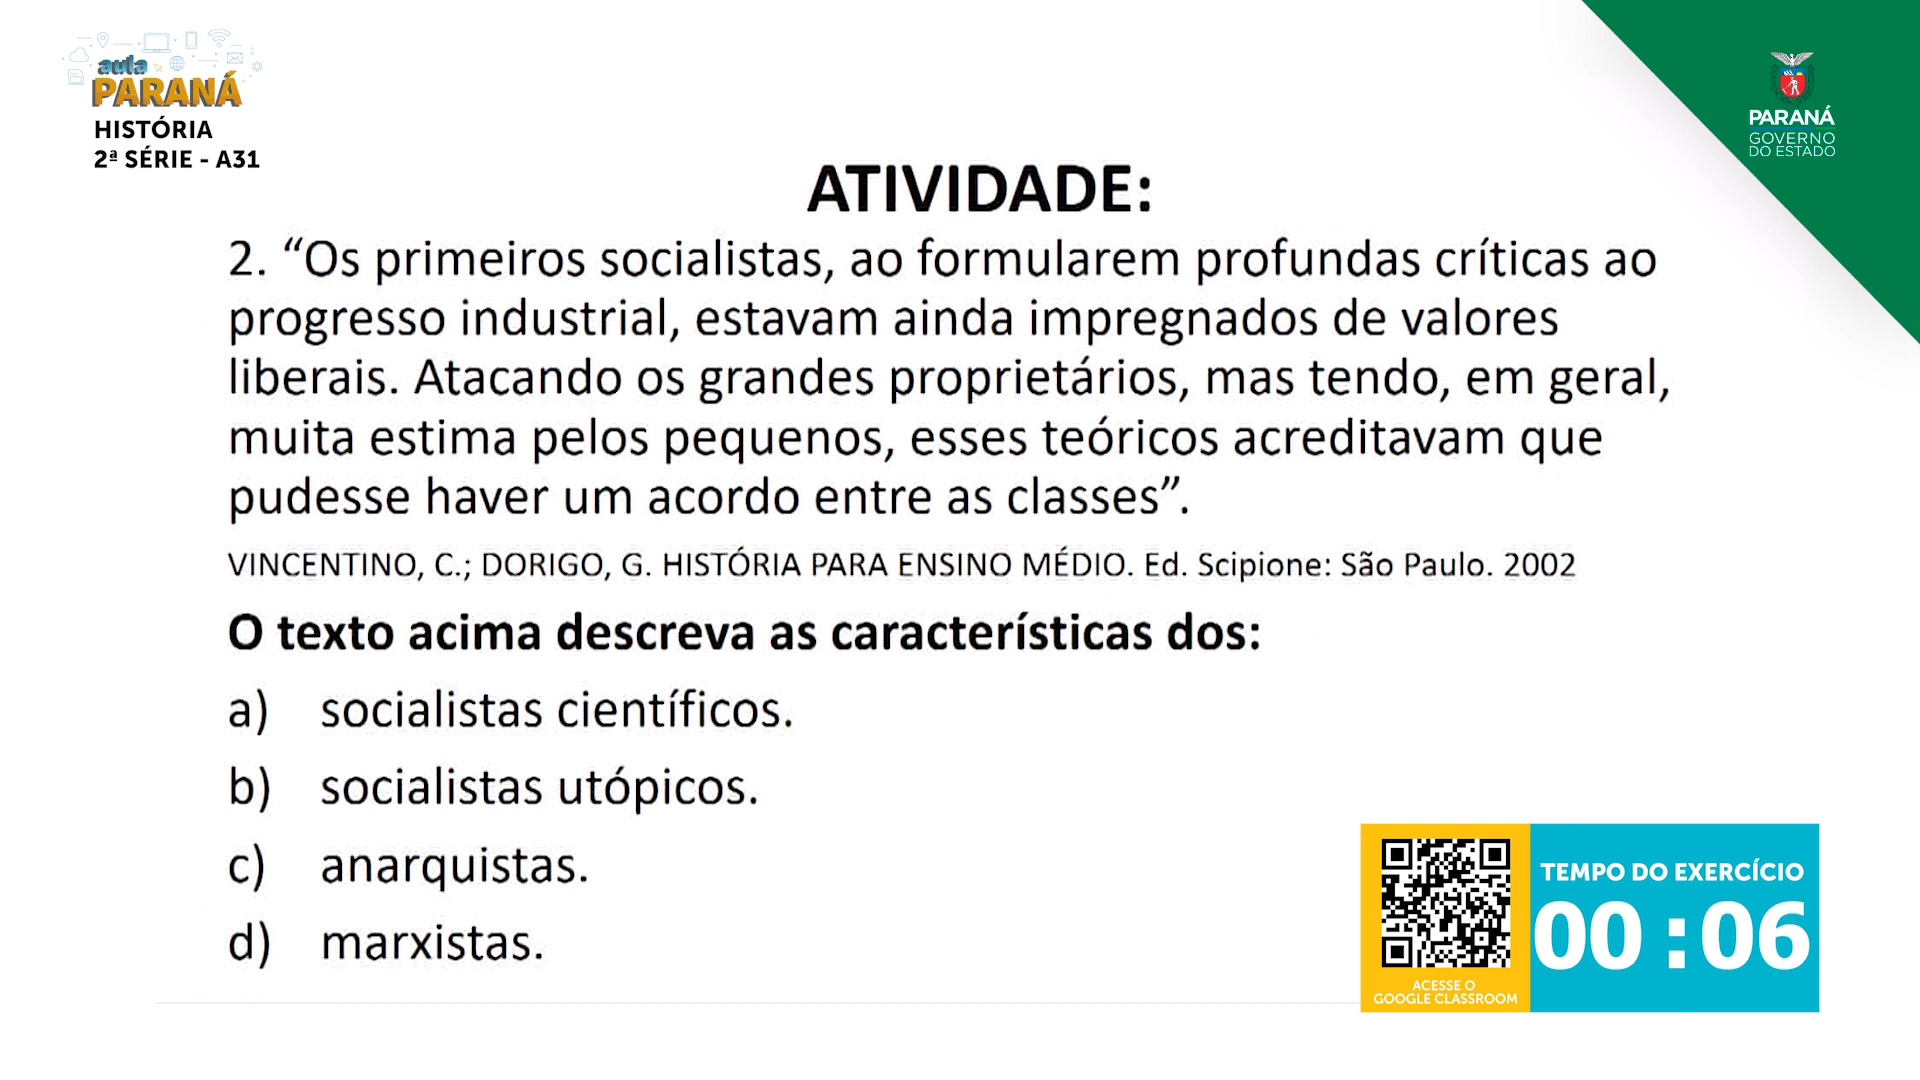 aula
PARANÁ
HISTÓRIA
2ª SÉRIE - A31
PARANÁ
GOVERNO
DO ESTADO
ATIVIDADE:
2. “Os primeiros socialistas, ao formularem profundas críticas ao
progresso industrial, estavam ainda impregnados de valores
liberais. Atacando os grandes proprietários, mas tendo, em geral,
muita estima pelos pequenos, esses teóricos acreditavam que
pudesse haver um acordo entre as classes”.
VINCENTINO, C.; DORIGO, G. HISTÓRIA PARA ENSINO MÉDIO. Ed. Scipione: São Paulo. 2002
O texto acima descreva as características dos:
a) socialistas científicos.
b) socialistas utópicos.
c) anarquistas.
d) marxistas.
TEMPO DO EXERCÍCIO
00 : 06
ACESSE O
GOOGLE CLASSROOM